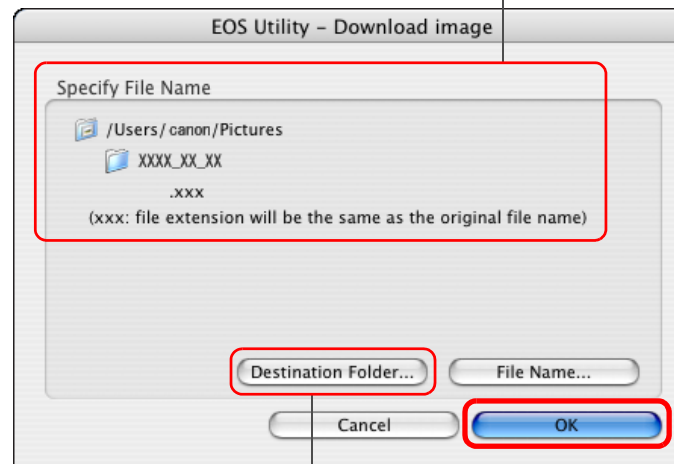 EOS Utility – Download image
Specify File Name
/Users/canon/Pictures
XXXX_XX_XX
.xxx
(xxx: file extension will be the same as the original file name)
Destination Folder...
File Name...
Cancel
OK